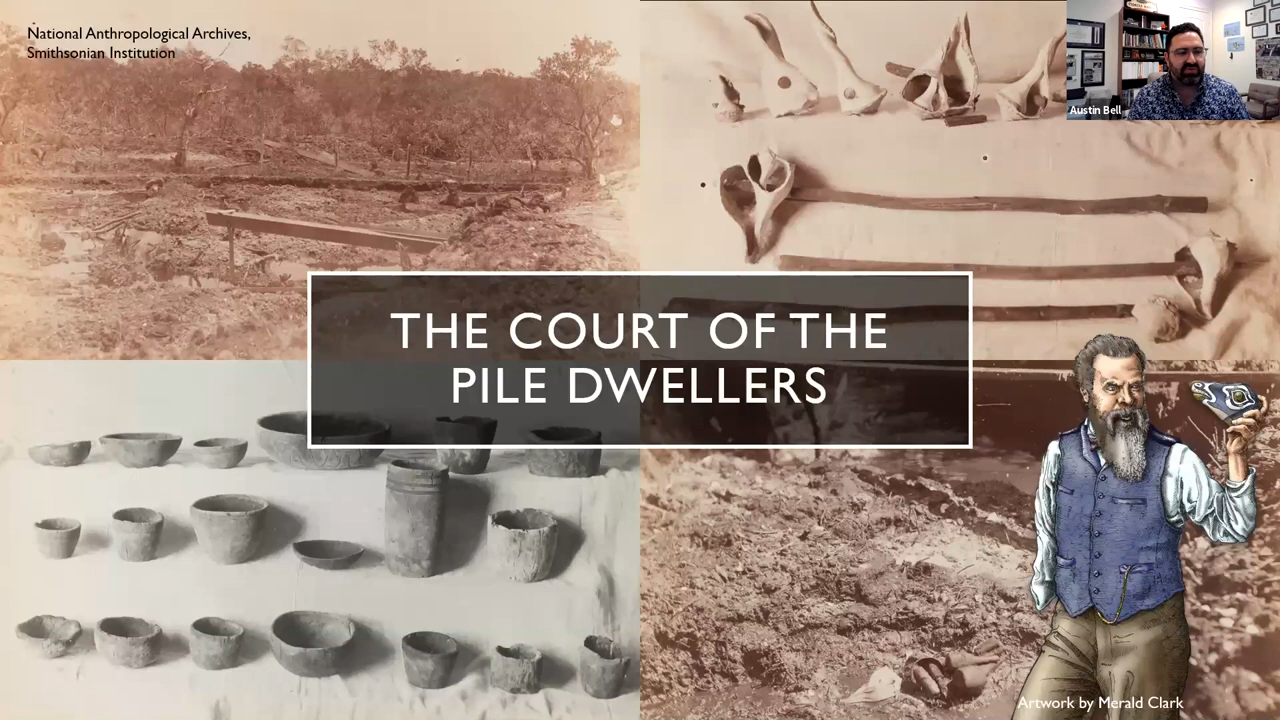 National Anthropological Archives,
Smithsonian Institution
Austin Bell
THE COURT OF THE
PILE DWELLERS
Artwork by Merald Clark